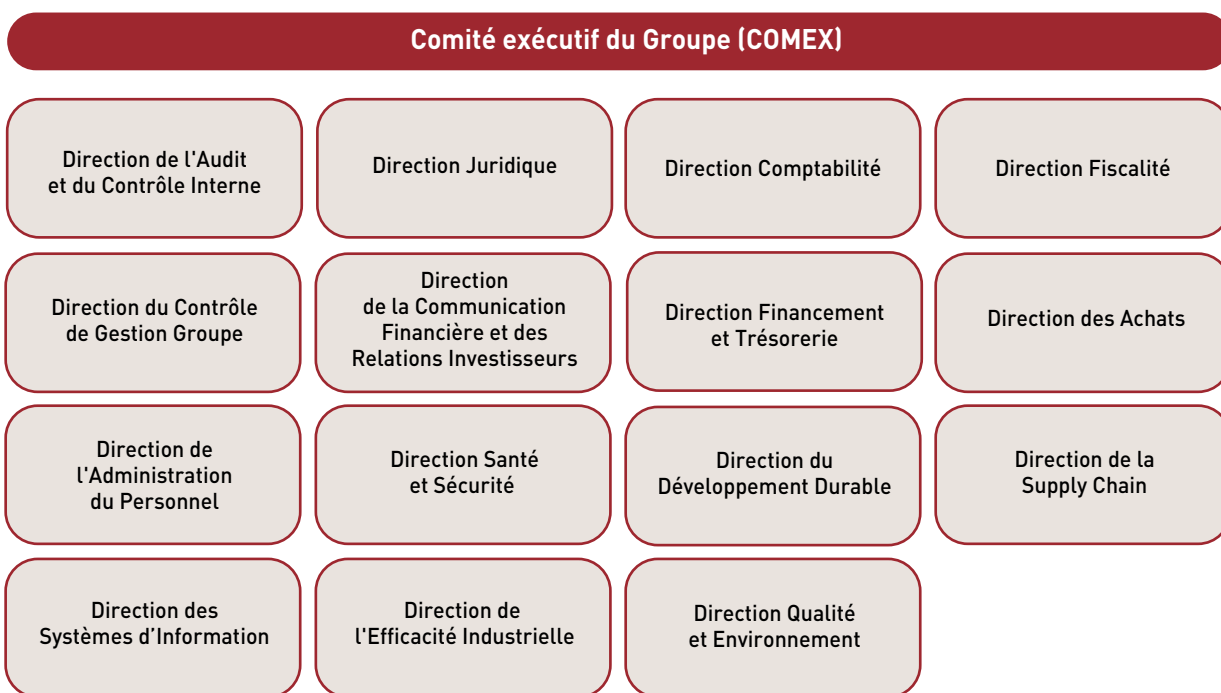 Comité exécutif du Groupe (COMEX)
Direction de l'Audit
et du Contrôle Interne
Direction Juridique
Direction Comptabilité
Direction Fiscalité
Direction du Contrôle
de Gestion Groupe
Direction
de la Communication
Financière et des
Relations Investisseurs
Direction Financement
et Trésorerie
Direction des Achats
Direction de
l'Administration
du Personnel
Direction Santé
et Sécurité
Direction du
Développement Durable
Direction de la
Supply Chain
Direction des
Systèmes d’Information
Direction de
l'Efficacité Industrielle
Direction Qualité
et Environnement